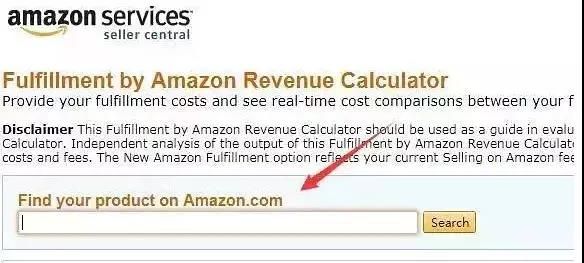 amazon services
seller central
Fulfillment by Amazon Revenue Calculator
Provide your fulfillment costs and see real-time cost comparisons between your f
Disclaimer This Fulfillment by Amazon Revenue Calculator should be used as a guide in evalu
Calculator. Independent analysis of the output of this Fulfillment by Amazon Revenue Calculat
costs and fees. The New Amazon Fulfillment option reflects your current Selling on Amazon fee
Find your product on Amazon.com
Search